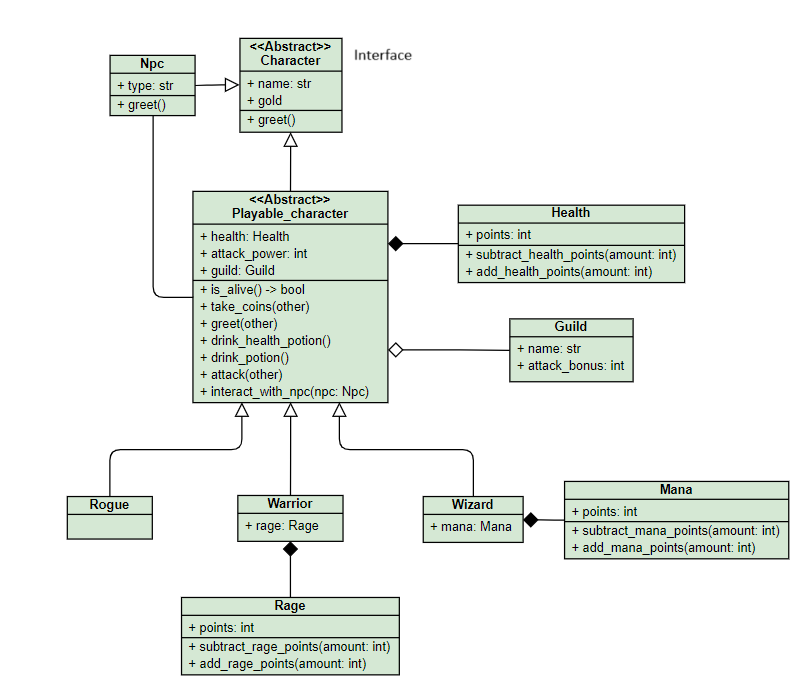 Npc
+ type: str
+ greet()
<<Abstract>>
Character
+ name: str
+ gold
+ greet()
Interface
<<Abstract>>
Playable_character
+ health: Health
+ attack_power: int
+ guild: Guild
+ is_alive() -> bool
+ take_coins(other)
+ greet(other)
+ drink_health_potion()
+ drink_potion()
+ attack(other)
+ interact_with_npc(npc: Npc)
Health
+ points: int
+ subtract_health_points(amount: int)
+ add_health_points(amount: int)
Guild
+ name: str
+ attack_bonus: int
Rogue
Warrior
+ rage: Rage
Wizard
+ mana: Mana
Mana
+ points: int
+ subtract_mana_points(amount: int)
+ add_mana_points(amount: int)
Rage
+ points: int
+ subtract_rage_points(amount: int)
+ add_rage_points(amount: int)